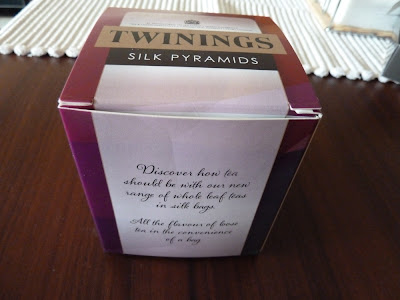 TWININGS
SILK PYRAMIDS
Discover how tea
should be with our new
range of whole leaf teas
in silk bags.
All the flavours of loose
tea in the convenience
of a bag